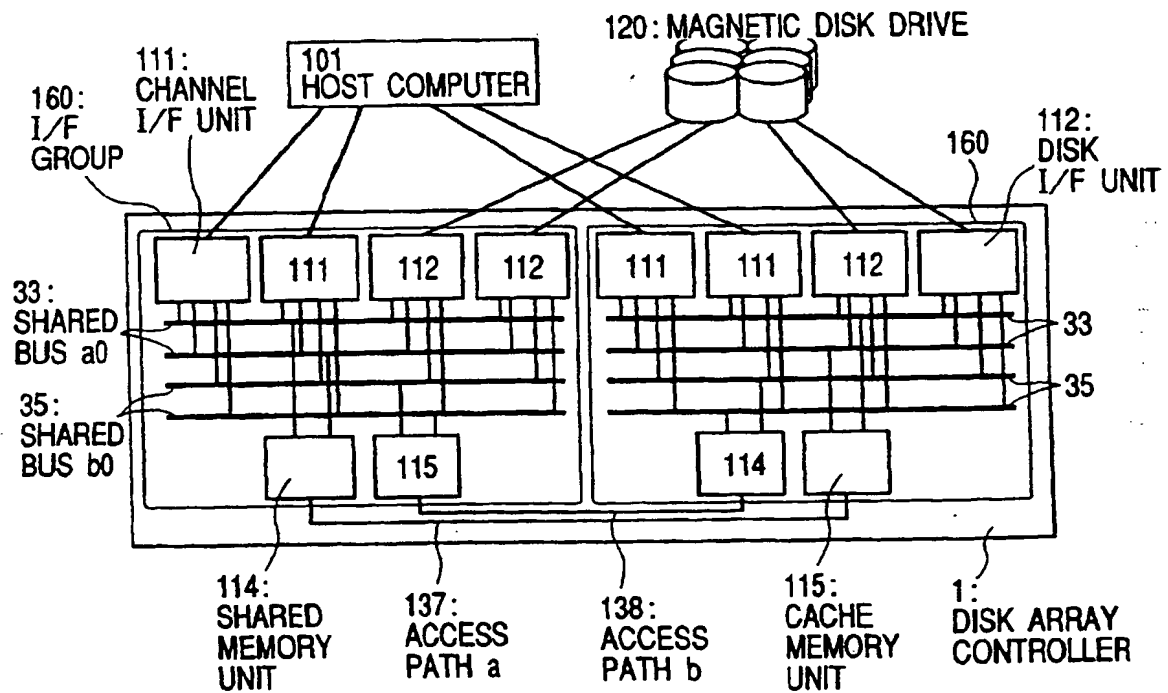 120: MAGNETIC DISK DRIVE
101
HOST COMPUTER
111:
CHANNEL
I/F UNIT
160:
I/F
GROUP
112:
DISK
I/F UNIT
160
111
112
112
111
111
112
33:
SHARED
BUS a0
33
35:
SHARED
BUS b0
35
115
114
114:
SHARED
MEMORY
UNIT
137:
ACCESS
PATH a
138:
ACCESS
PATH b
115:
CACHE
MEMORY
UNIT
1:
DISK ARRAY
CONTROLLER